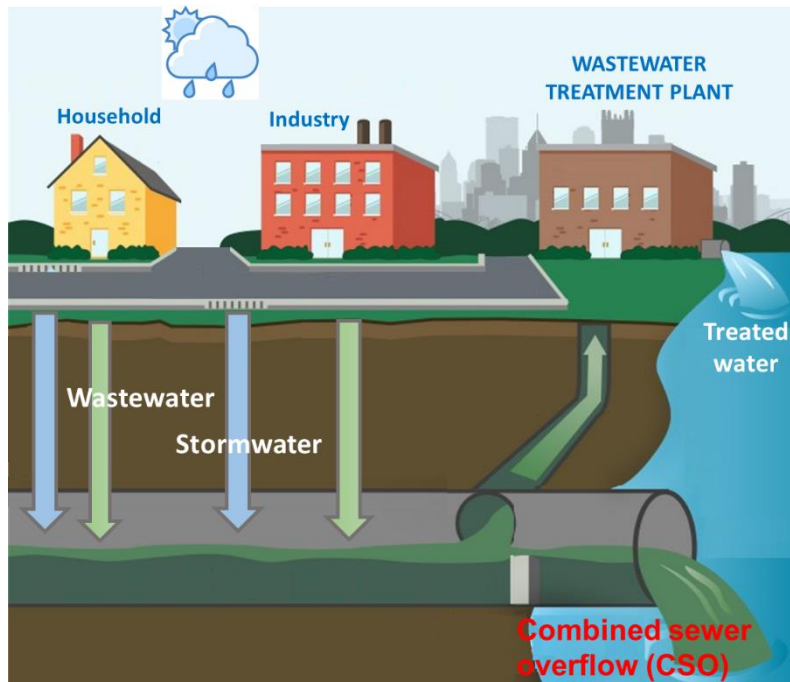 WASTEWATER
TREATMENT PLANT
Household
Industry
Treated
water
Wastewater
Stormwater
Combined sewer
overflow (CSO)